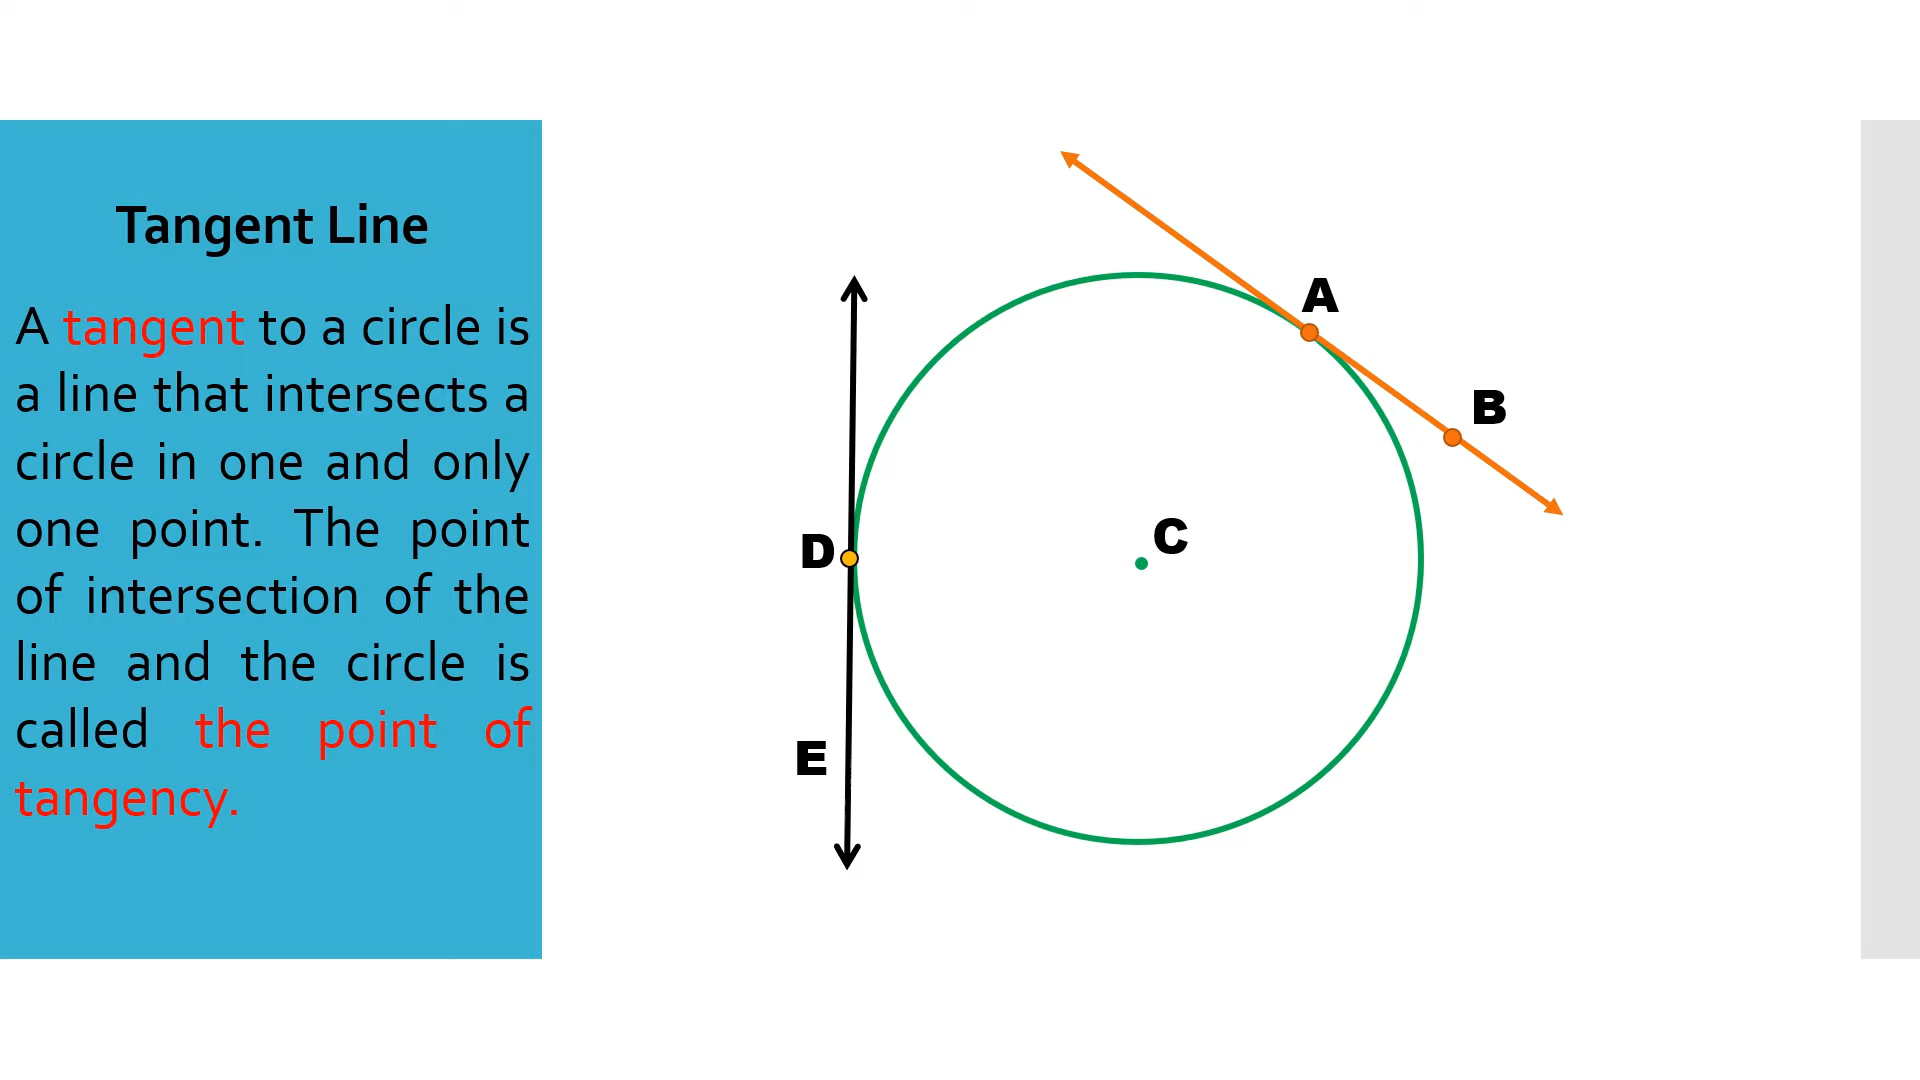 Tangent Line
A tangent to a circle is
a line that intersects a
circle in one and only
one point. The point
of intersection of the
line and the circle is
called the point of
tangency.
A
B
C
D
E